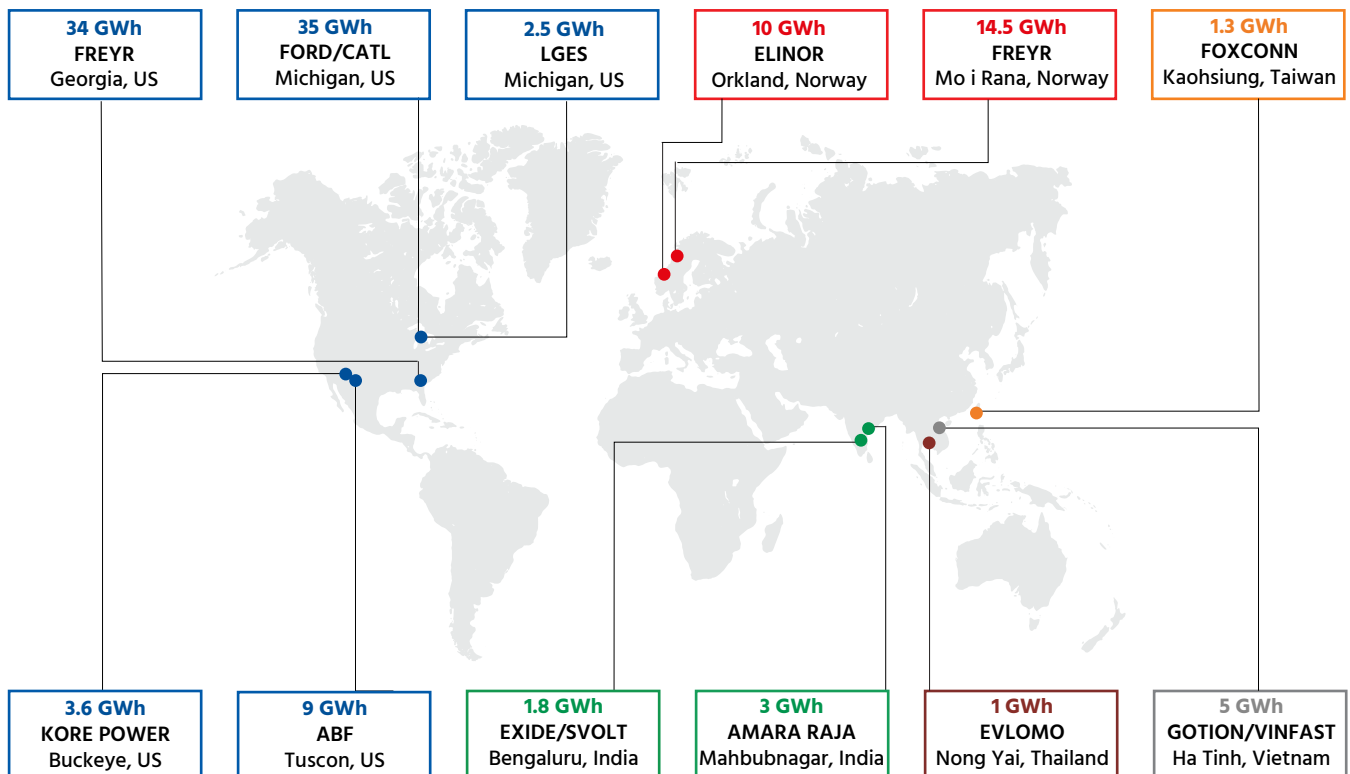 34 GWh
FREYR
Georgia, US
35 GWh
FORD/CATL
Michigan, US
2.5 GWh
LGES
Michigan, US
10 GWh
ELINOR
Orkland, Norway
14.5 GWh
FREYR
Mo i Rana, Norway
1.3 GWh
FOXCONN
Kaohsiung, Taiwan
3.6 GWh
KORE POWER
Buckeye, US
9 GWh
ABF
Tuscon, US
1.8 GWh
EXIDE/SVOLT
Bengaluru, India
3 GWh
AMARA RAJA
Mahbubnagar, India
1 GWh
EVLOMO
Nong Yai, Thailand
5 GWh
GOTION/VINFAST
Ha Tinh, Vietnam